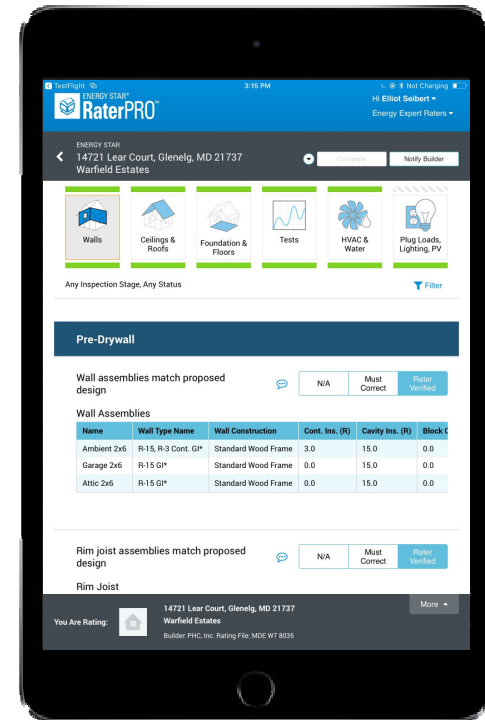 TestFlight 3:15 PM Not Charging
ENERGY STAR®
RaterPRO™
Hi Elliot Seibert
Energy Expert Raters
ENERGY STAR
14721 Lear Court, Glenelg, MD 21737
Warfield Estates
Complete
Notify Builder
Walls
Ceilings &
Roofs
Foundation &
Floors
Tests
HVAC &
Water
Plug Loads,
Lighting, PV
Any Inspection Stage, Any Status
Filter
Pre-Drywall
Wall assemblies match proposed
design
N/A
Must
Correct
Rater
Verified
Wall Assemblies
Name Wall Type Name Wall Construction Cont. Ins. (R) Cavity Ins. (R) Block C
Ambient 2x6 R-15, R-3 Cont. GI* Standard Wood Frame 3.0 15.0 0.0
Garage 2x6 R-15 GI* Standard Wood Frame 0.0 15.0 0.0
Attic 2x6 R-15 GI* Standard Wood Frame 0.0 15.0 0.0
Rim joist assemblies match proposed
design
N/A
Must
Correct
Rater
Verified
Rim Joist
More
You Are Rating:
14721 Lear Court, Glenelg, MD 21737
Warfield Estates
Builder: PHC, Inc. Rating File: MDE W7 8035